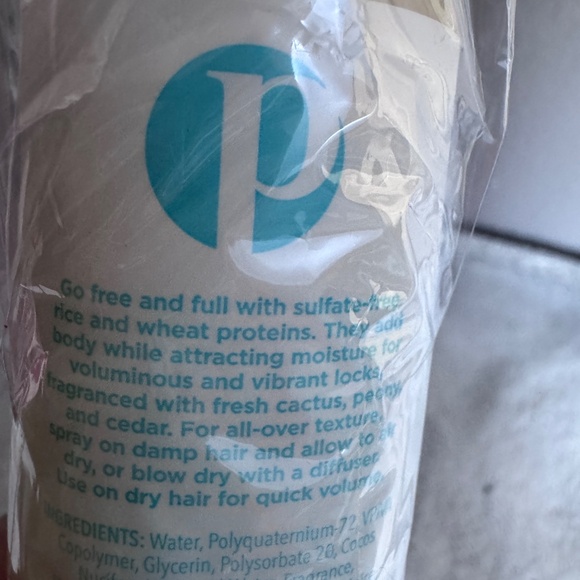 p
Go free and full with sulfate-free
rice and wheat proteins. They add
body while attracting moisture for
voluminous and vibrant locks,
fragranced with fresh cactus, peony,
and cedar. For all-over texture,
spray on damp hair and allow to air
dry, or blow dry with a diffuser.
Use on dry hair for quick volume.
INGREDIENTS: Water, Polyquaternium-72,
Copolymer, Glycerin, Polysorbate 20, Cocos
Fragrance,